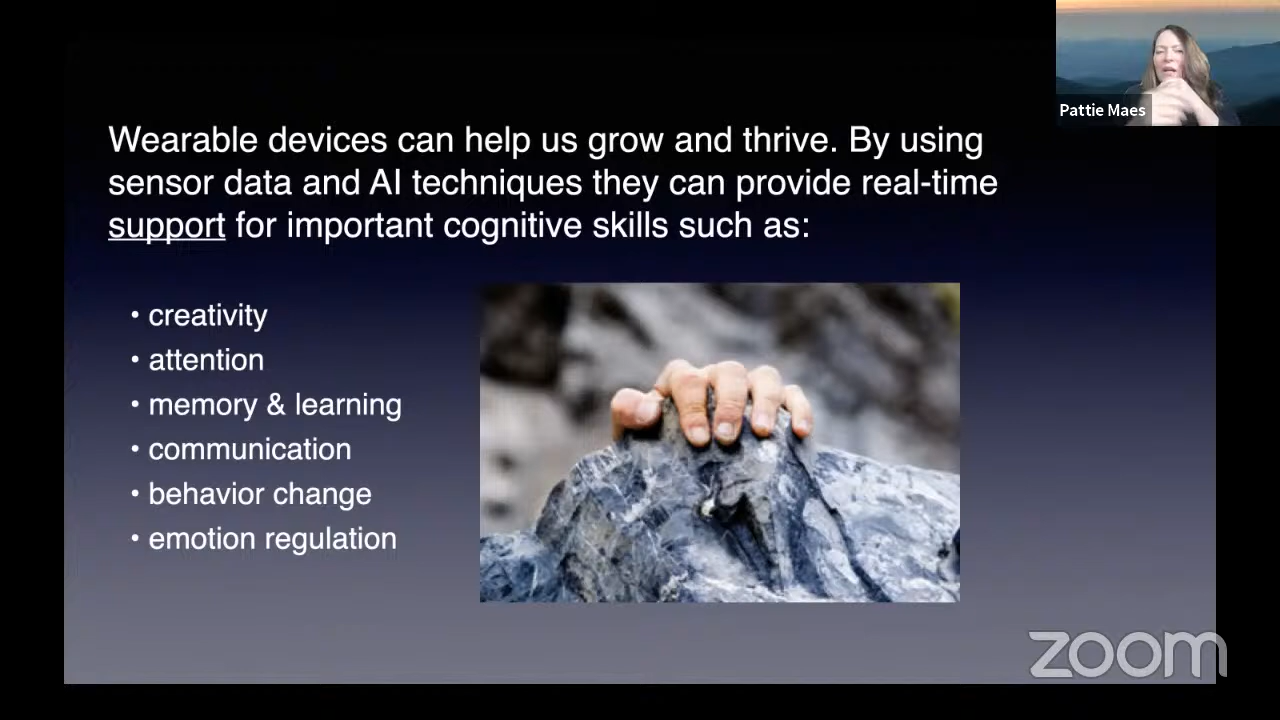 Pattie Maes
Wearable devices can help us grow and thrive. By using
sensor data and AI techniques they can provide real-time
support for important cognitive skills such as:
• creativity
• attention
• memory & learning
• communication
• behavior change
• emotion regulation
zoom